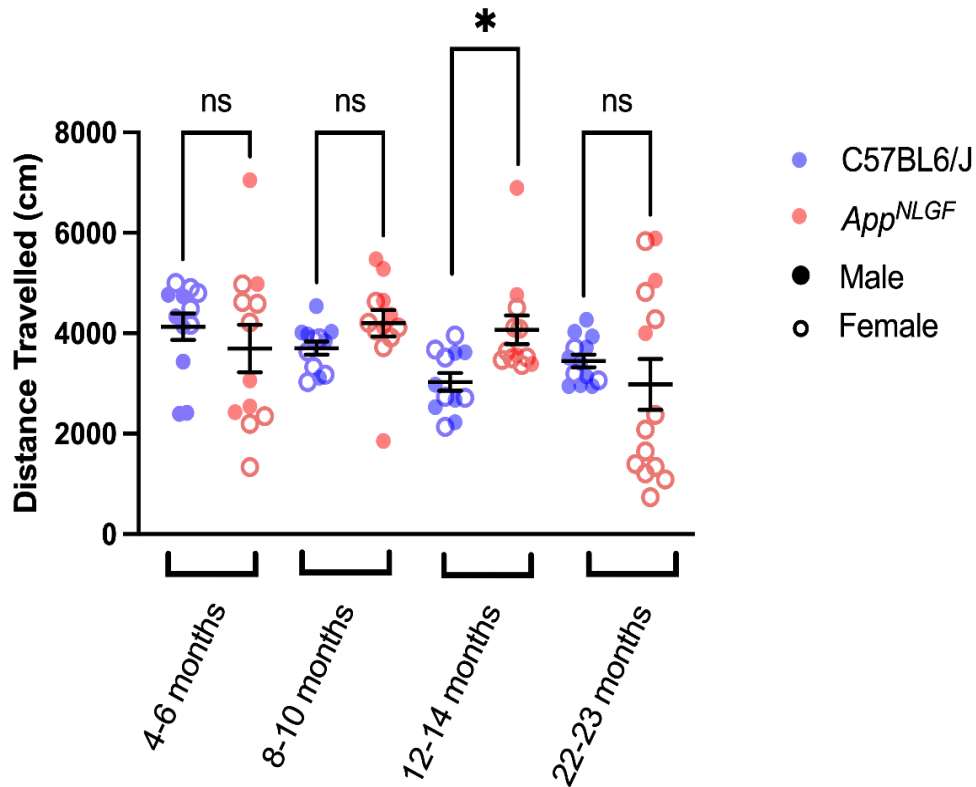 *
ns
ns
ns
8000
6000
4000
2000
0
Distance Travelled (cm)
C57BL6/J
App^NLGF
Male
Female
4-6 months
8-10 months
12-14 months
22-23 months